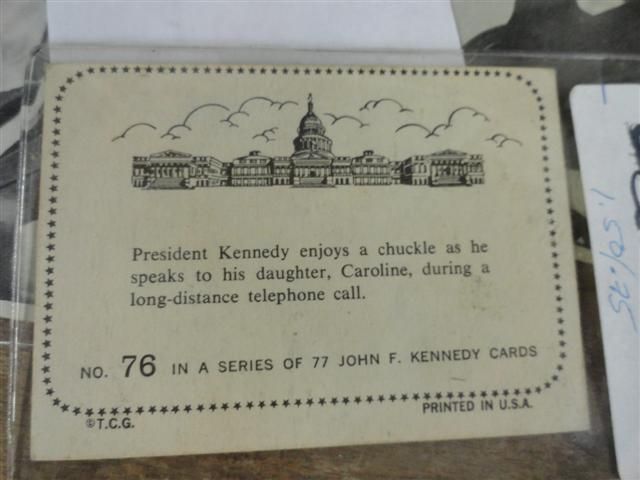 President Kennedy enjoys a chuckle as he
speaks to his daughter, Caroline, during a
long-distance telephone call.
NO. 76 IN A SERIES OF 77 JOHN F. KENNEDY CARDS
©T.C.G.
PRINTED IN U.S.A.